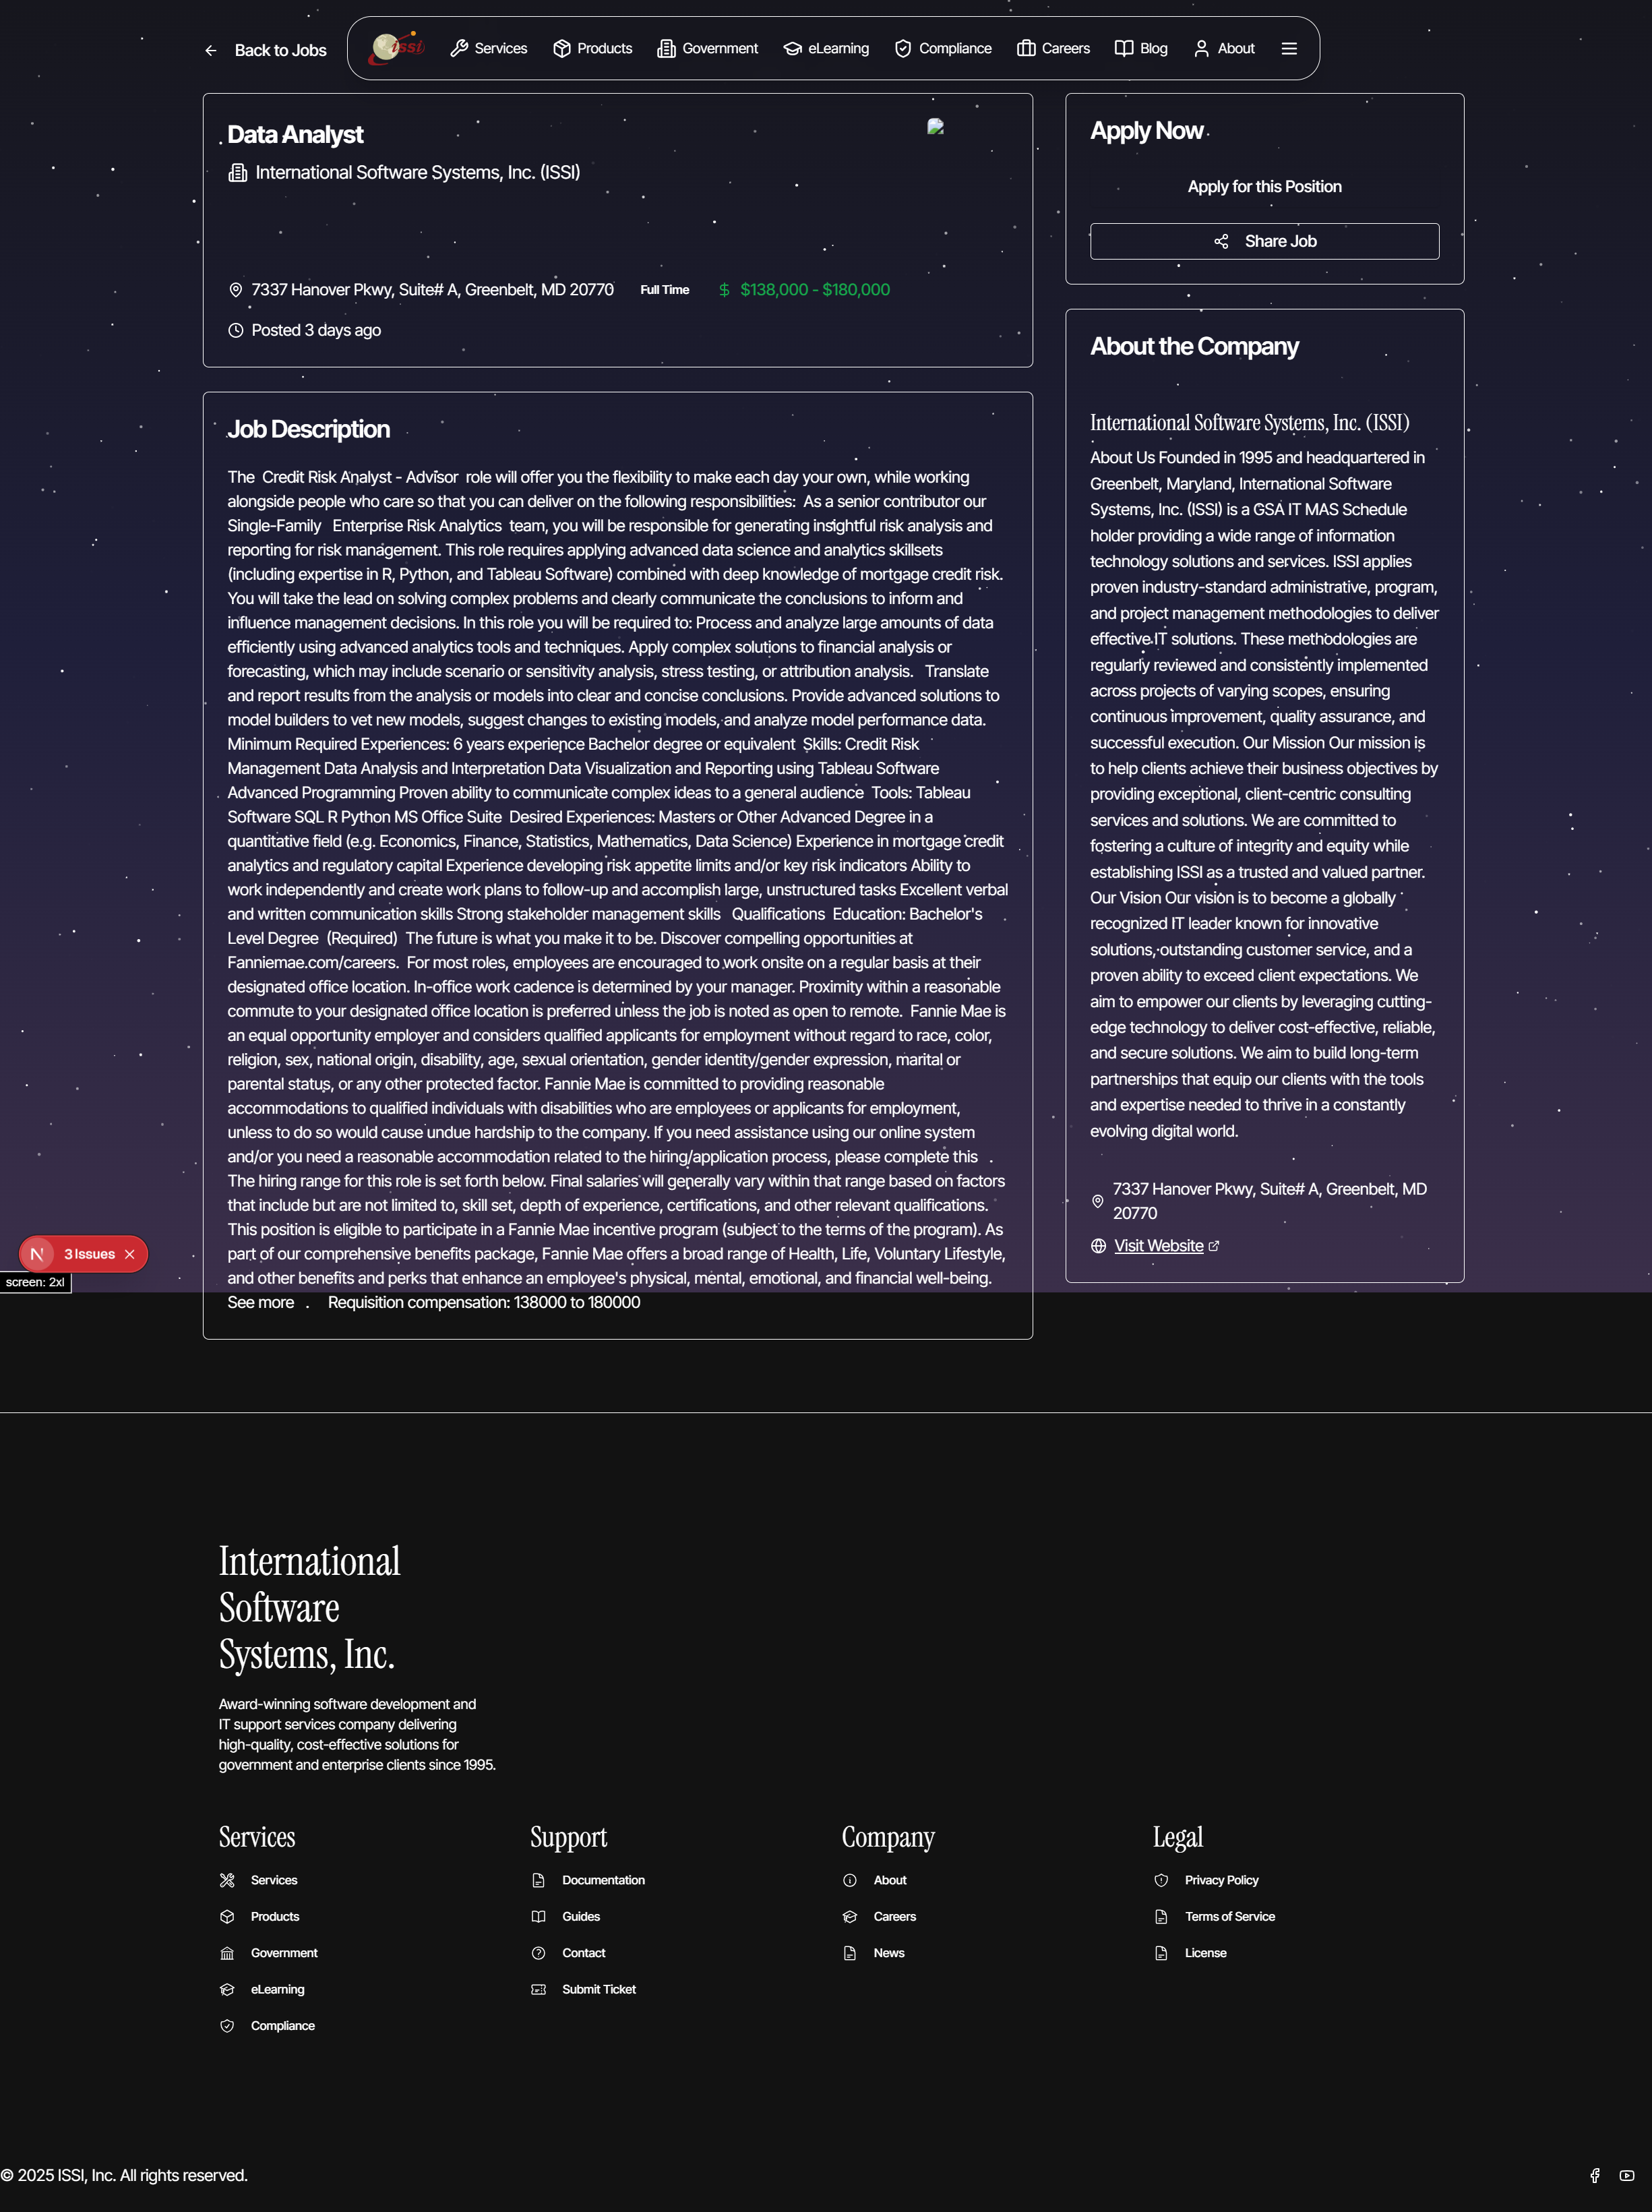 Back to Jobs
issi
Services
Products
Government
eLearning
Compliance
Careers
Blog
About
Data Analyst
International Software Systems, Inc. (ISSI)
7337 Hanover Pkwy, Suite# A, Greenbelt, MD 20770
Full Time
$138,000 - $180,000
Posted 3 days ago
Apply Now
Apply for this Position
Share Job
Job Description
The Credit Risk Analyst - Advisor role will offer you the flexibility to make each day your own, while working
alongside people who care so that you can deliver on the following responsibilities: As a senior contributor our
Single-Family Enterprise Risk Analytics team, you will be responsible for generating insightful risk analysis and
reporting for risk management. This role requires applying advanced data science and analytics skillsets
(including expertise in R, Python, and Tableau Software) combined with deep knowledge of mortgage credit risk.
You will take the lead on solving complex problems and clearly communicate the conclusions to inform and
influence management decisions. In this role you will be required to: Process and analyze large amounts of data
efficiently using advanced analytics tools and techniques. Apply complex solutions to financial analysis or
forecasting, which may include scenario or sensitivity analysis, stress testing, or attribution analysis. Translate
and report results from the analysis or models into clear and concise conclusions. Provide advanced solutions to
model builders to vet new models, suggest changes to existing models, and analyze model performance data.
Minimum Required Experiences: 6 years experience Bachelor degree or equivalent Skills: Credit Risk
Management Data Analysis and Interpretation Data Visualization and Reporting using Tableau Software
Advanced Programming Proven ability to communicate complex ideas to a general audience Tools: Tableau
Software SQL R Python MS Office Suite Desired Experiences: Masters or Other Advanced Degree in a
quantitative field (e.g. Economics, Finance, Statistics, Mathematics, Data Science) Experience in mortgage credit
analytics and regulatory capital Experience developing risk appetite limits and/or key risk indicators Ability to
work independently and create work plans to follow-up and accomplish large, unstructured tasks Excellent verbal
and written communication skills Strong stakeholder management skills Qualifications Education: Bachelor's
Level Degree (Required) The future is what you make it to be. Discover compelling opportunities at
Fanniemae.com/careers. For most roles, employees are encouraged to work onsite on a regular basis at their
designated office location. In-office work cadence is determined by your manager. Proximity within a reasonable
commute to your designated office location is preferred unless the job is noted as open to remote. Fannie Mae is
an equal opportunity employer and considers qualified applicants for employment without regard to race, color,
religion, sex, national origin, disability, age, sexual orientation, gender identity/gender expression, marital or
parental status, or any other protected factor. Fannie Mae is committed to providing reasonable
accommodations to qualified individuals with disabilities who are employees or applicants for employment,
unless to do so would cause undue hardship to the company. If you need assistance using our online system
and/or you need a reasonable accommodation related to the hiring/application process, please complete this .
The hiring range for this role is set forth below. Final salaries will generally vary within that range based on factors
that include but are not limited to, skill set, depth of experience, certifications, and other relevant qualifications.
This position is eligible to participate in a Fannie Mae incentive program (subject to the terms of the program). As
part of our comprehensive benefits package, Fannie Mae offers a broad range of Health, Life, Voluntary Lifestyle,
and other benefits and perks that enhance an employee's physical, mental, emotional, and financial well-being.
See more . Requisition compensation: 138000 to 180000
About the Company
International Software Systems, Inc. (ISSI)
About Us Founded in 1995 and headquartered in
Greenbelt, Maryland, International Software
Systems, Inc. (ISSI) is a GSA IT MAS Schedule
holder providing a wide range of information
technology solutions and services. ISSI applies
proven industry-standard administrative, program,
and project management methodologies to deliver
effective IT solutions. These methodologies are
regularly reviewed and consistently implemented
across projects of varying scopes, ensuring
continuous improvement, quality assurance, and
successful execution. Our Mission Our mission is
to help clients achieve their business objectives by
providing exceptional, client-centric consulting
services and solutions. We are committed to
fostering a culture of integrity and equity while
establishing ISSI as a trusted and valued partner.
Our Vision Our vision is to become a globally
recognized IT leader known for innovative
solutions, outstanding customer service, and a
proven ability to exceed client expectations. We
aim to empower our clients by leveraging cutting-
edge technology to deliver cost-effective, reliable,
and secure solutions. We aim to build long-term
partnerships that equip our clients with the tools
and expertise needed to thrive in a constantly
evolving digital world.
7337 Hanover Pkwy, Suite# A, Greenbelt, MD
20770
Visit Website
N 3 Issues
screen: 2xl
International
Software
Systems, Inc.
Award-winning software development and
IT support services company delivering
high-quality, cost-effective solutions for
government and enterprise clients since 1995.
Services
Services
Products
Government
eLearning
Compliance
Support
Documentation
Guides
Contact
Submit Ticket
Company
About
Careers
News
Legal
Privacy Policy
Terms of Service
License
© 2025 ISSI, Inc. All rights reserved.